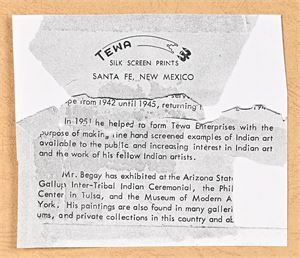 TEWA
SILK SCREEN PRINTS
SANTA FE, NEW MEXICO
from 1942 until 1945, returning
In 1951 he helped to form Tewa Enterprises with the
purpose of making fine hand screened examples of Indian art
available to the public and increasing interest in Indian art
and the work of his fellow Indian artists.
Mr. Begay has exhibited at the Arizona State
Gallup Inter-Tribal Indian Ceremonial, the Phil
Center in Tulsa, and the Museum of Modern A
York. His paintings are also found in many galleri
ums, and private collections in this country and ab